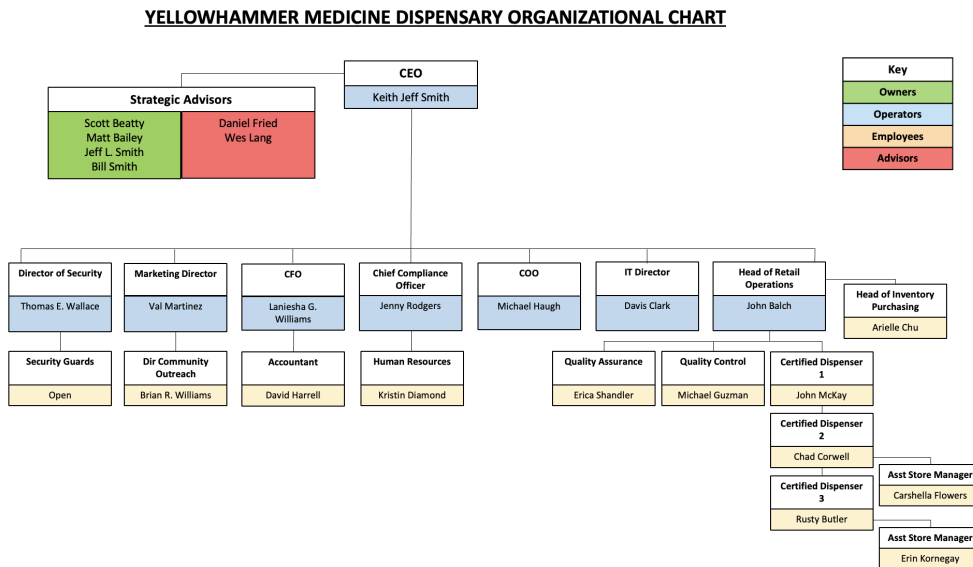 YELLOWHAMMER MEDICINE DISPENSARY ORGANIZATIONAL CHART
CEO
Keith Jeff Smith
Strategic Advisors
Scott Beatty
Matt Bailey
Jeff L. Smith
Bill Smith
Daniel Fried
Wes Lang
Key
Owners
Operators
Employees
Advisors
Director of Security
Thomas E. Wallace
Marketing Director
Val Martinez
CFO
Laniesha G.
Williams
Chief Compliance
Officer
Jenny Rodgers
COO
Michael Haugh
IT Director
Davis Clark
Head of Retail
Operations
John Balch
Head of Inventory
Purchasing
Arielle Chu
Security Guards
Open
Dir Community
Outreach
Brian R. Williams
Accountant
David Harrell
Human Resources
Kristin Diamond
Quality Assurance
Erica Shandler
Quality Control
Michael Guzman
Certified Dispenser
1
John McKay
Certified Dispenser
2
Chad Corwell
Asst Store Manager
Carshella Flowers
Certified Dispenser
3
Rusty Butler
Asst Store Manager
Erin Kornegay